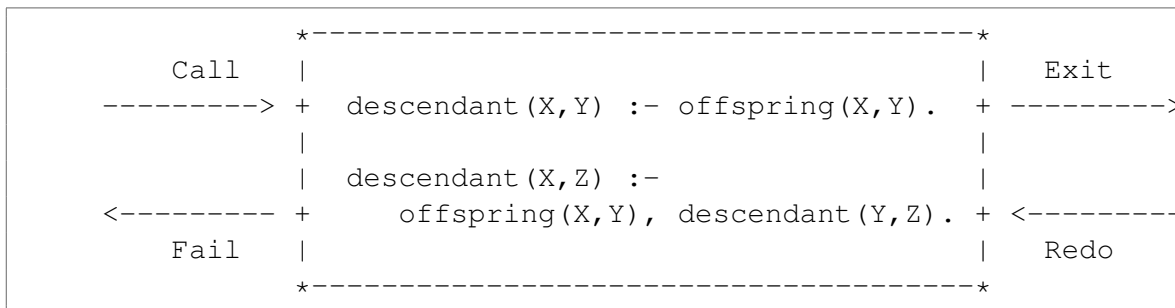 *--------------------------------------*
Call | | Exit
---------> + descendant(X,Y) :- offspring(X,Y). + --------->
| |
| descendant(X,Z) :- |
<--------- + offspring(X,Y), descendant(Y,Z). + <---------
Fail | | Redo
*--------------------------------------*